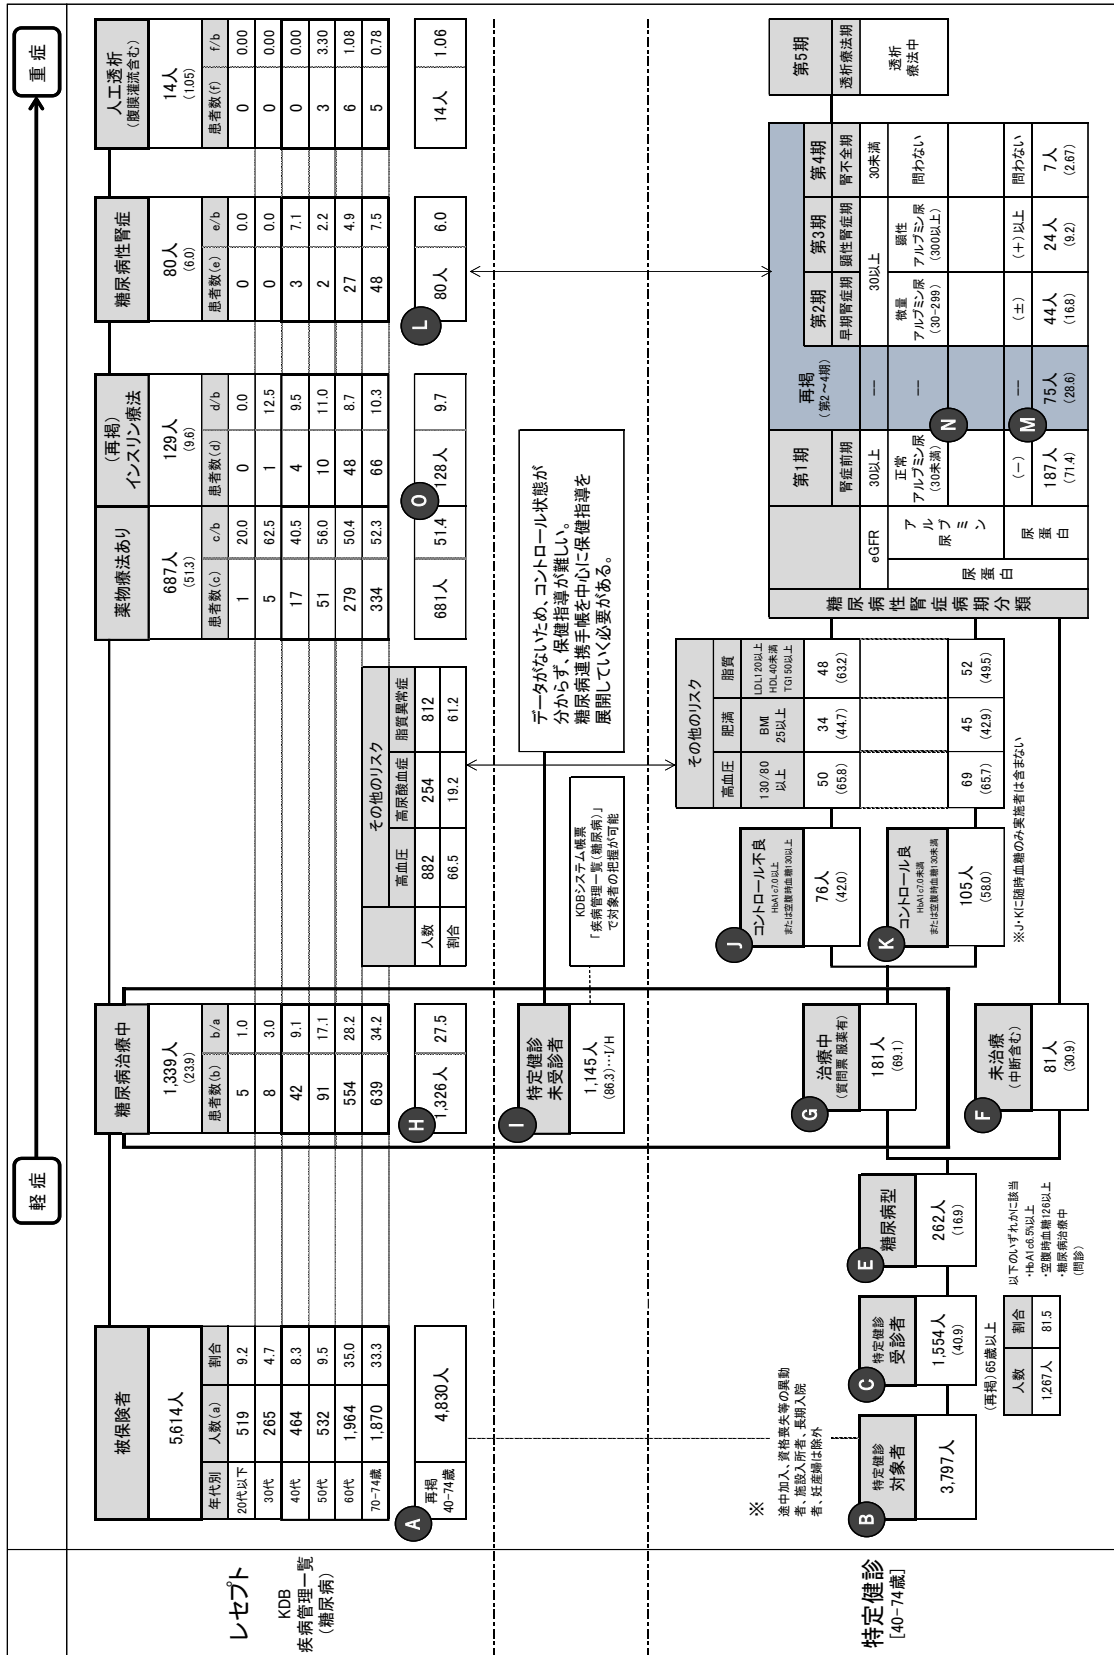 軽症
重症
レセプト
KDB
疾病管理一覧
(糖尿病)
被保険者
5,614人
年代別 人数(a) 割合
20代以下 519 9.2
30代 265 4.7
40代 464 8.3
50代 532 9.5
60代 1,964 35.0
70-74歳 1,870 33.3
A
再掲
40-74歳
4,830人
糖尿病治療中
1,339人
(23.9)
患者数(b) b/a
5 1.0
8 3.0
42 9.1
91 17.1
554 28.2
639 34.2
H
1,326人 27.5
その他のリスク
高血圧 高尿酸血症 脂質異常症
人数 882 254 812
割合 66.5 19.2 61.2
薬物療法あり
687人
(51.3)
患者数(c) c/b
1 20.0
5 62.5
17 40.5
51 56.0
279 50.4
334 52.3
681人 51.4
(再掲)
インスリン療法
129人
(9.6)
患者数(d) d/b
0 0.0
1 12.5
4 9.5
10 11.0
48 8.7
66 10.3
O
128人 9.7
糖尿病性腎症
80人
(6.0)
患者数(e) e/b
0 0.0
0 0.0
3 7.1
2 2.2
27 4.9
48 7.5
L
80人 6.0
人工透析
(腹膜灌流含む)
14人
(1.05)
患者数(f) f/b
0 0.00
0 0.00
0 0.00
3 3.30
6 1.08
5 0.78
14人 1.06
I
特定健診
未受診者
1,145人
(86.3)…I/H
KDBシステム帳票
「疾病管理一覧(糖尿病)」
で対象者の把握が可能
データがないため、コントロール状態が
分からず、保健指導が難しい。
糖尿病連携手帳を中心に保健指導を
展開していく必要がある。
特定健診
[40-74歳]
※
途中加入、資格喪失等の異動
者、施設入所者、長期入院
者、妊産婦は除外
B
特定健診
対象者
3,797人
C
特定健診
受診者
1,554人
(40.9)
(再掲)65歳以上
人数 割合
1,267人 81.5
E
糖尿病型
262人
(16.9)
以下のいずれかに該当
・HbA1c6.5%以上
・空腹時血糖126以上
・糖尿病治療中
(問診)
G
治療中
(質問票 服薬有)
181人
(69.1)
F
未治療
(中断含む)
81人
(30.9)
J
コントロール不良
HbA1c7.0以上
または空腹時血糖130以上
76人
(42.0)
K
コントロール良
HbA1c7.0未満
または空腹時血糖130未満
105人
(58.0)
※J・Kに随時血糖のみ実施者は含まない
その他のリスク
高血圧 肥満 脂質
130/80
以上
BMI
25以上
LDL120以上
HDL40未満
TG150以上
50
(65.8)
34
(44.7)
48
(63.2)
69
(65.7)
45
(42.9)
52
(49.5)
糖尿病性腎症病期分類
尿蛋白
eGFR
尿アルブミン
尿蛋白
第1期
腎症前期
30以上
正常
アルブミン尿
(30未満)
(－)
187人
(71.4)
再掲
(第2～4期)
--
--
N
M
--
75人
(28.6)
第2期
早期腎症期
30以上
微量
アルブミン尿
(30-299)
(±)
44人
(16.8)
第3期
顕性腎症期
顕性
アルブミン尿
(300以上)
(＋)以上
24人
(9.2)
第4期
腎不全期
30未満
問わない
問わない
7人
(2.67)
第5期
透析療法期
透析
療法中